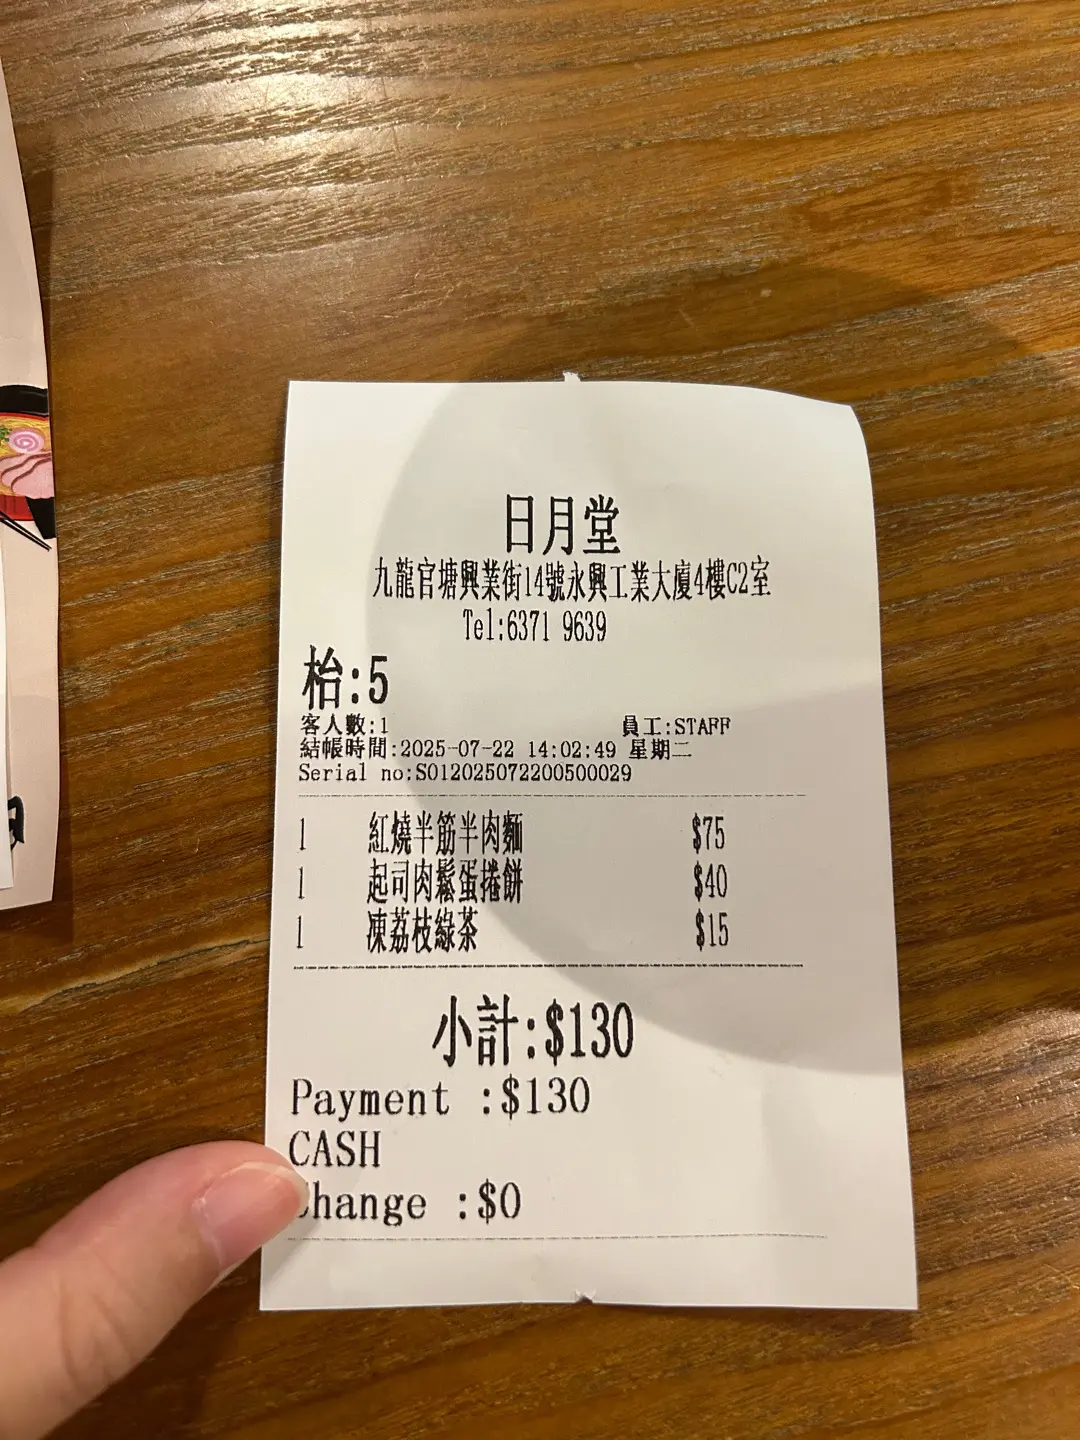 日月堂
九龍官塘興業街14號永興工業大廈4樓C2室
Tel:6371 9639
枱:5
客人數:1 員工:STAFF
結帳時間:2025-07-22 14:02:49 星期二
Serial no:S012025072200500029
1 紅燒半筋半肉麵 $75
1 起司肉鬆蛋捲餅 $40
1 凍荔枝綠茶 $15
小計:$130
Payment :$130
CASH
Change :$0